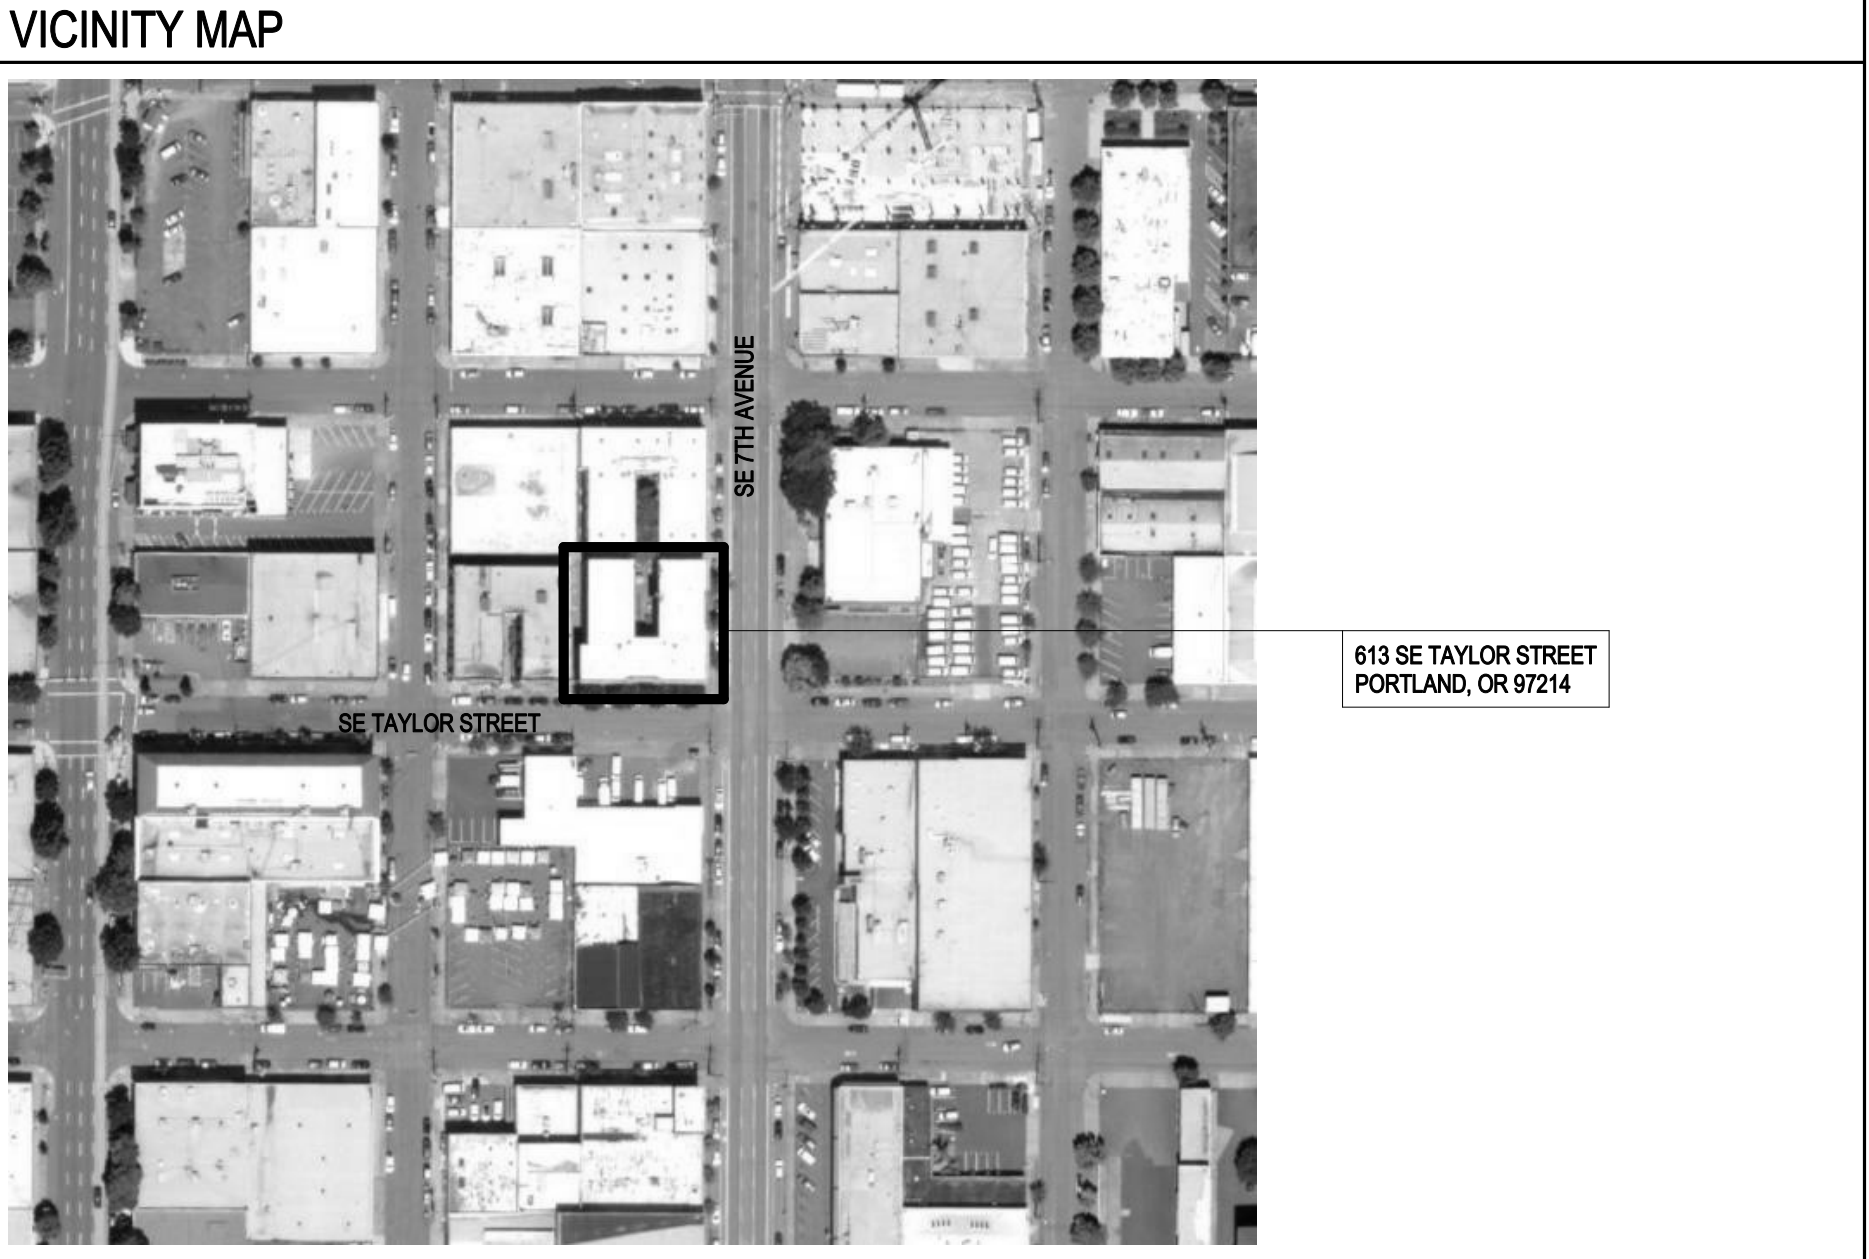 VICINITY MAP
SE 7TH AVENUE
613 SE TAYLOR STREET
PORTLAND, OR 97214
SE TAYLOR STREET